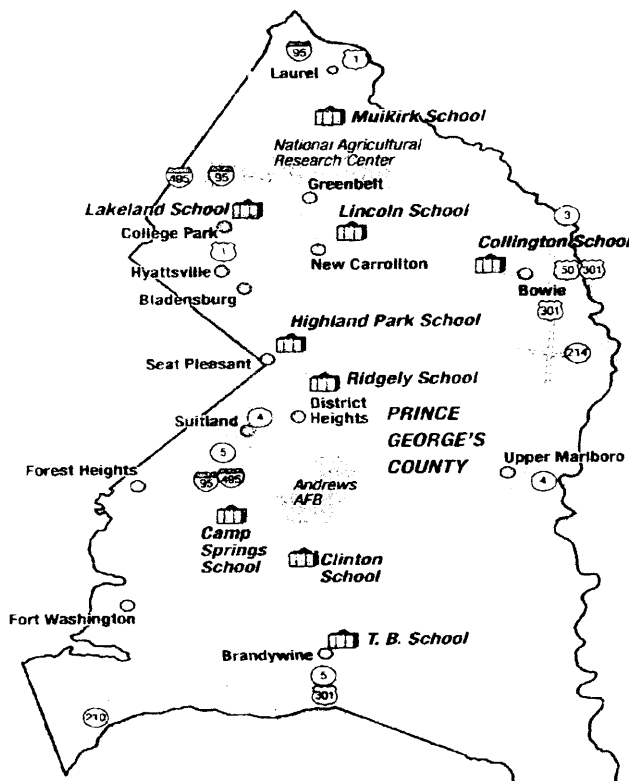 95
1
Laurel
Muikirk School
National Agricultural
Research Center
495
95
Grebelt
Lakeland School
Lincoln School
3
College Park
Collington School
1
New Carrollton
Hyattsville
50
301
Bowie
Bladensburg
301
Highland Park School
214
Seat Pleasant
Ridgely School
District
Heights
PRINCE
GEORGE'S
COUNTY
4
Suitland
5
Upper Marlboro
Forest Heights
95
495
4
Andrews
AFB
Camp
Springs
School
Clinton
School
Fort Washington
T. B. School
Brandywine
5
301
210